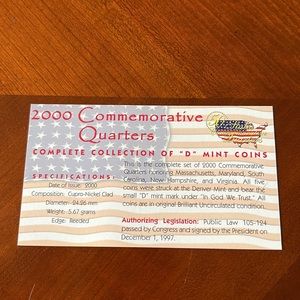 2000 Commemorative
Quarters
COMPLETE COLLECTION OF "D" MINT COINS
SPECIFICATIONS:
Date of Issue: 2000
Composition: Cupro-Nickel Clad
Diameter: 24.26 mm
Weight: 5.67 grams
Edge: Reeded
This is the complete set of 2000 Commemorative
Quarters honoring Massachusetts, Maryland, South
Carolina, New Hampshire, and Virginia. All five
coins were struck at the Denver Mint and bear the
small "D" mint mark under "In God We Trust." All
coins are in original Brilliant Uncirculated condition.
Authorizing Legislation: Public Law 105-124
passed by Congress and signed by the President on
December 1, 1997.